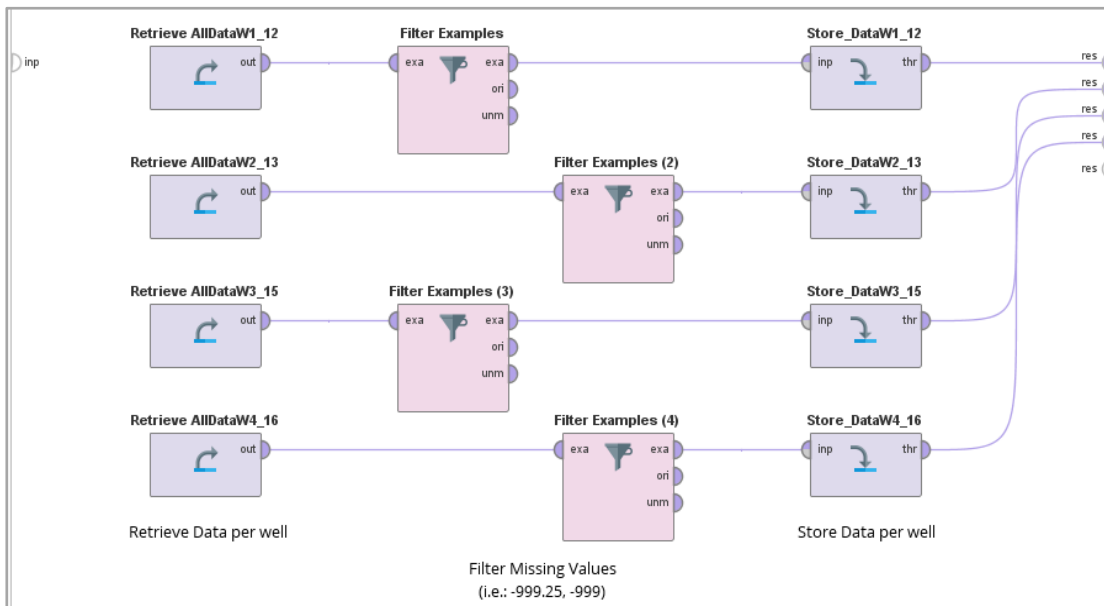 Retrieve AllDataW1_12
Filter Examples
Store_DataW1_12
inp
out
exa
exa
ori
unm
inp
thr
res
res
res
res
res
Retrieve AllDataW2_13
Filter Examples (2)
Store_DataW2_13
out
exa
exa
ori
unm
inp
thr
Retrieve AllDataW3_15
Filter Examples (3)
Store_DataW3_15
out
exa
exa
ori
unm
inp
thr
Retrieve AllDataW4_16
Filter Examples (4)
Store_DataW4_16
out
exa
exa
ori
unm
inp
thr
Retrieve Data per well
Store Data per well
Filter Missing Values
(i.e.: -999.25, -999)